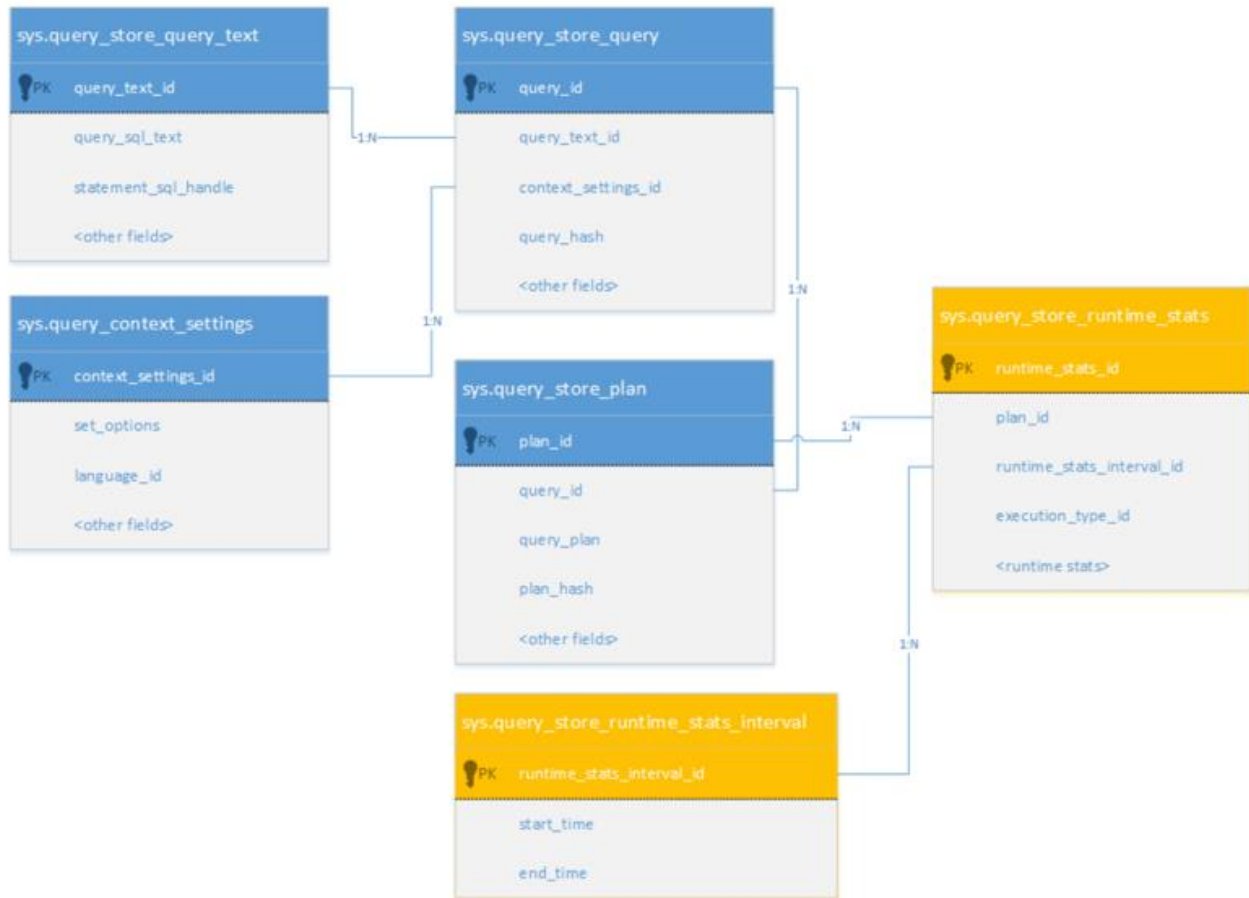 sys.query_store_query_text
PK query_text_id
query_sql_text
statement_sql_handle
<other fields>
sys.query_context_settings
PK context_settings_id
set_options
language_id
<other fields>
1:N
1:N
sys.query_store_query
PK query_id
query_text_id
context_settings_id
query_hash
<other fields>
1:N
sys.query_store_plan
PK plan_id
query_id
query_plan
plan_hash
<other fields>
1:N
sys.query_store_runtime_stats
PK runtime_stats_id
plan_id
runtime_stats_interval_id
execution_type_id
<runtime stats>
1:N
sys.query_store_runtime_stats_interval
PK runtime_stats_interval_id
start_time
end_time